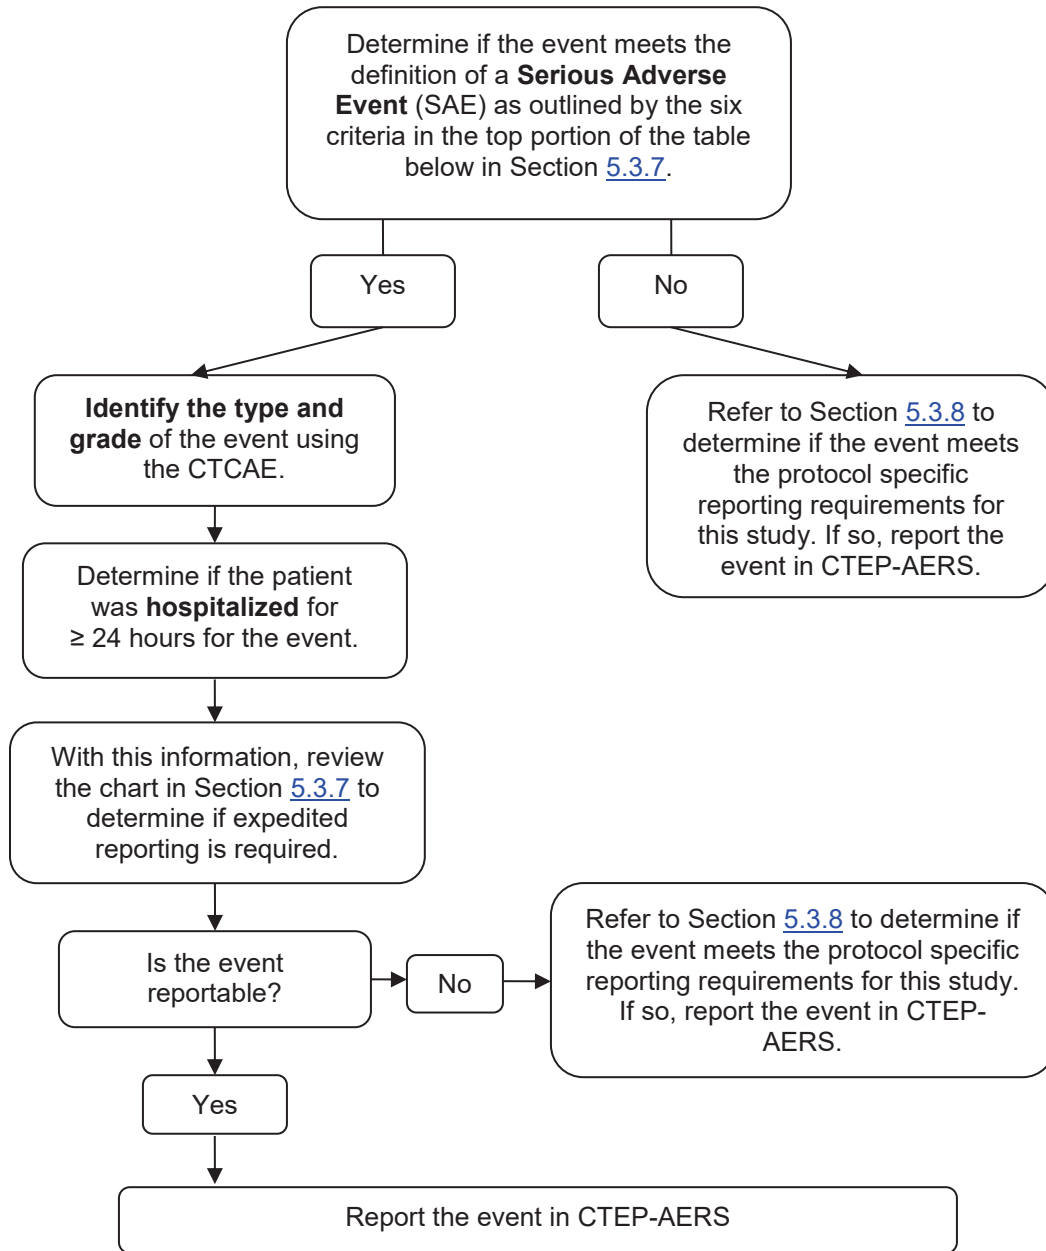 Determine if the event meets the
definition of a Serious Adverse
Event (SAE) as outlined by the six
criteria in the top portion of the table
below in Section 5.3.7.
Yes
No
Identify the type and
grade of the event using
the CTCAE.
Refer to Section 5.3.8 to
determine if the event meets
the protocol specific
reporting requirements for
this study. If so, report the
event in CTEP-AERS.
Determine if the patient
was hospitalized for
≥ 24 hours for the event.
With this information, review
the chart in Section 5.3.7 to
determine if expedited
reporting is required.
Is the event
reportable?
No
Refer to Section 5.3.8 to determine if
the event meets the protocol specific
reporting requirements for this study.
If so, report the event in CTEP-
AERS.
Yes
Report the event in CTEP-AERS